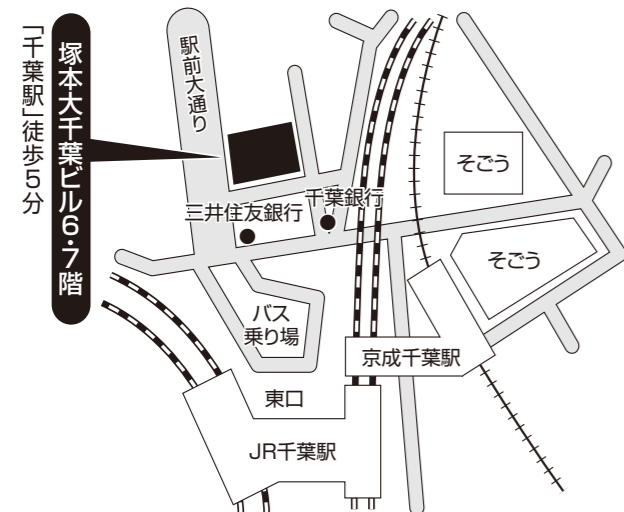 塚本大千葉ビル6・7階
「千葉駅」徒歩5分
駅前大通り
そごう
千葉銀行
三井住友銀行
そごう
バス
乗り場
京成千葉駅
東口
JR千葉駅